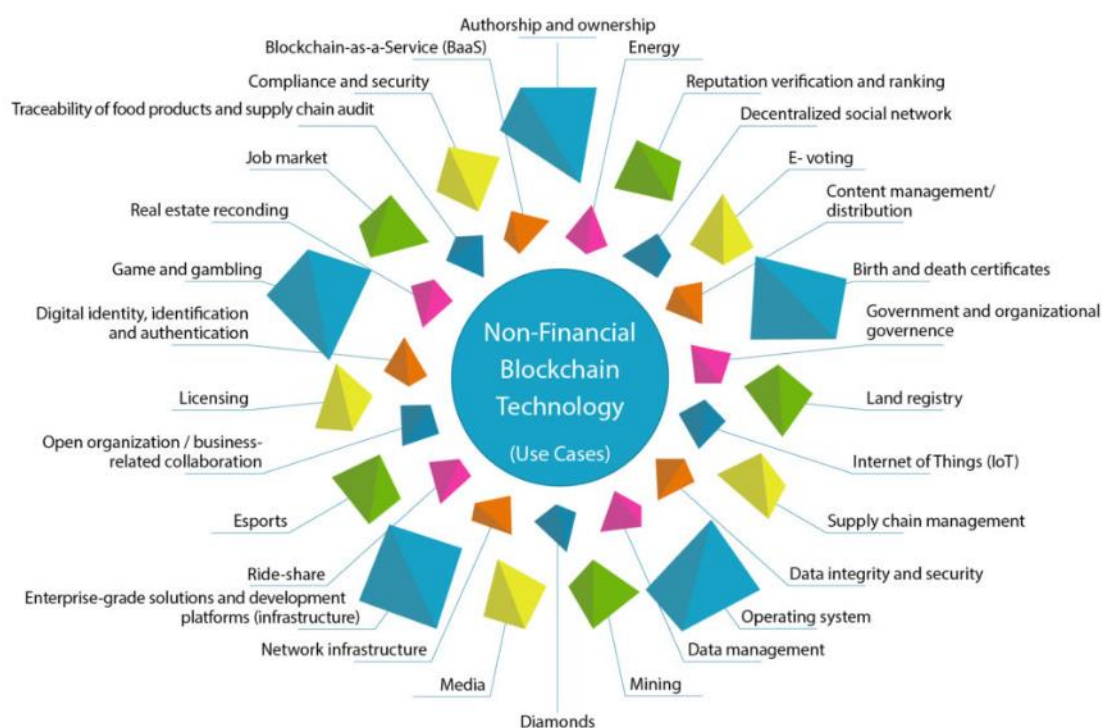 Authorship and ownership
Blockchain-as-a-Service (BaaS)
Energy
Compliance and security
Reputation verification and ranking
Traceability of food products and supply chain audit
Decentralized social network
Job market
E- voting
Real estate reconding
Content management/
distribution
Game and gambling
Birth and death certificates
Digital identity, identification
and authentication
Government and organizational
governence
Licensing
Land registry
Open organization / business-
related collaboration
Internet of Things (IoT)
Esports
Supply chain management
Ride-share
Data integrity and security
Enterprise-grade solutions and development
platforms (infrastructure)
Operating system
Network infrastructure
Data management
Media
Mining
Diamonds
Non-Financial
Blockchain
Technology
(Use Cases)